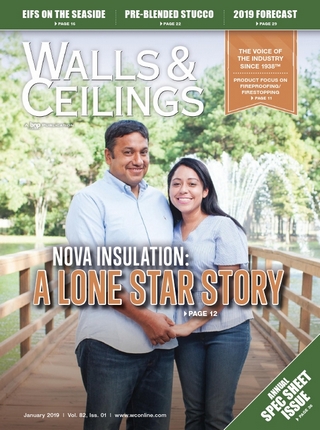 EIFS ON THE SEASIDE
PAGE 16
PRE-BLENDED STUCCO
PAGE 22
2019 FORECAST
PAGE 29
WALLS &
CEILINGS
THE VOICE OF
THE INDUSTRY
SINCE 1938™
PRODUCT FOCUS ON
FIREPROOFING/
FIRESTOPPING
PAGE 11
NOVA INSULATION:
A LONE STAR STORY
PAGE 12
ANNUAL
SPEC SHEET
ISSUE
January 2019 | Vol. 82, Iss. 01 | www.wconline.com